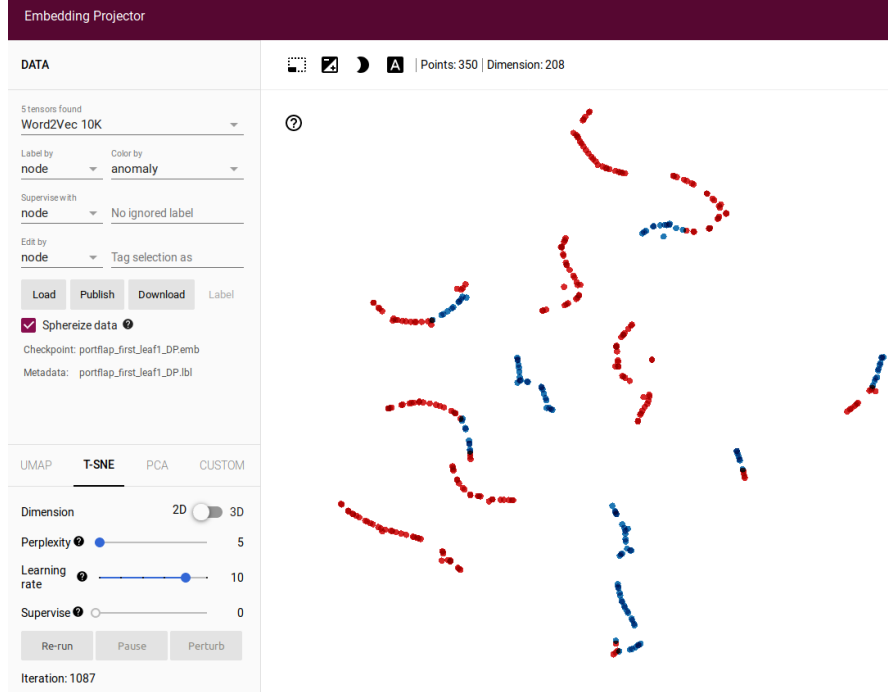 Embedding Projector
DATA
A | Points: 350 | Dimension: 208
5 tensors found
Word2Vec 10K
Label by Color by
node anomaly
Supervise with
node No ignored label
Edit by
node Tag selection as
Load Publish Download Label
Sphereize data ?
Checkpoint: portflap_first_leaf1_DP.emb
Metadata: portflap_first_leaf1_DP.lbl
UMAP T-SNE PCA CUSTOM
Dimension 2D 3D
Perplexity ? 5
Learning
rate ? 10
Supervise ? 0
Re-run Pause Perturb
Iteration: 1087
?